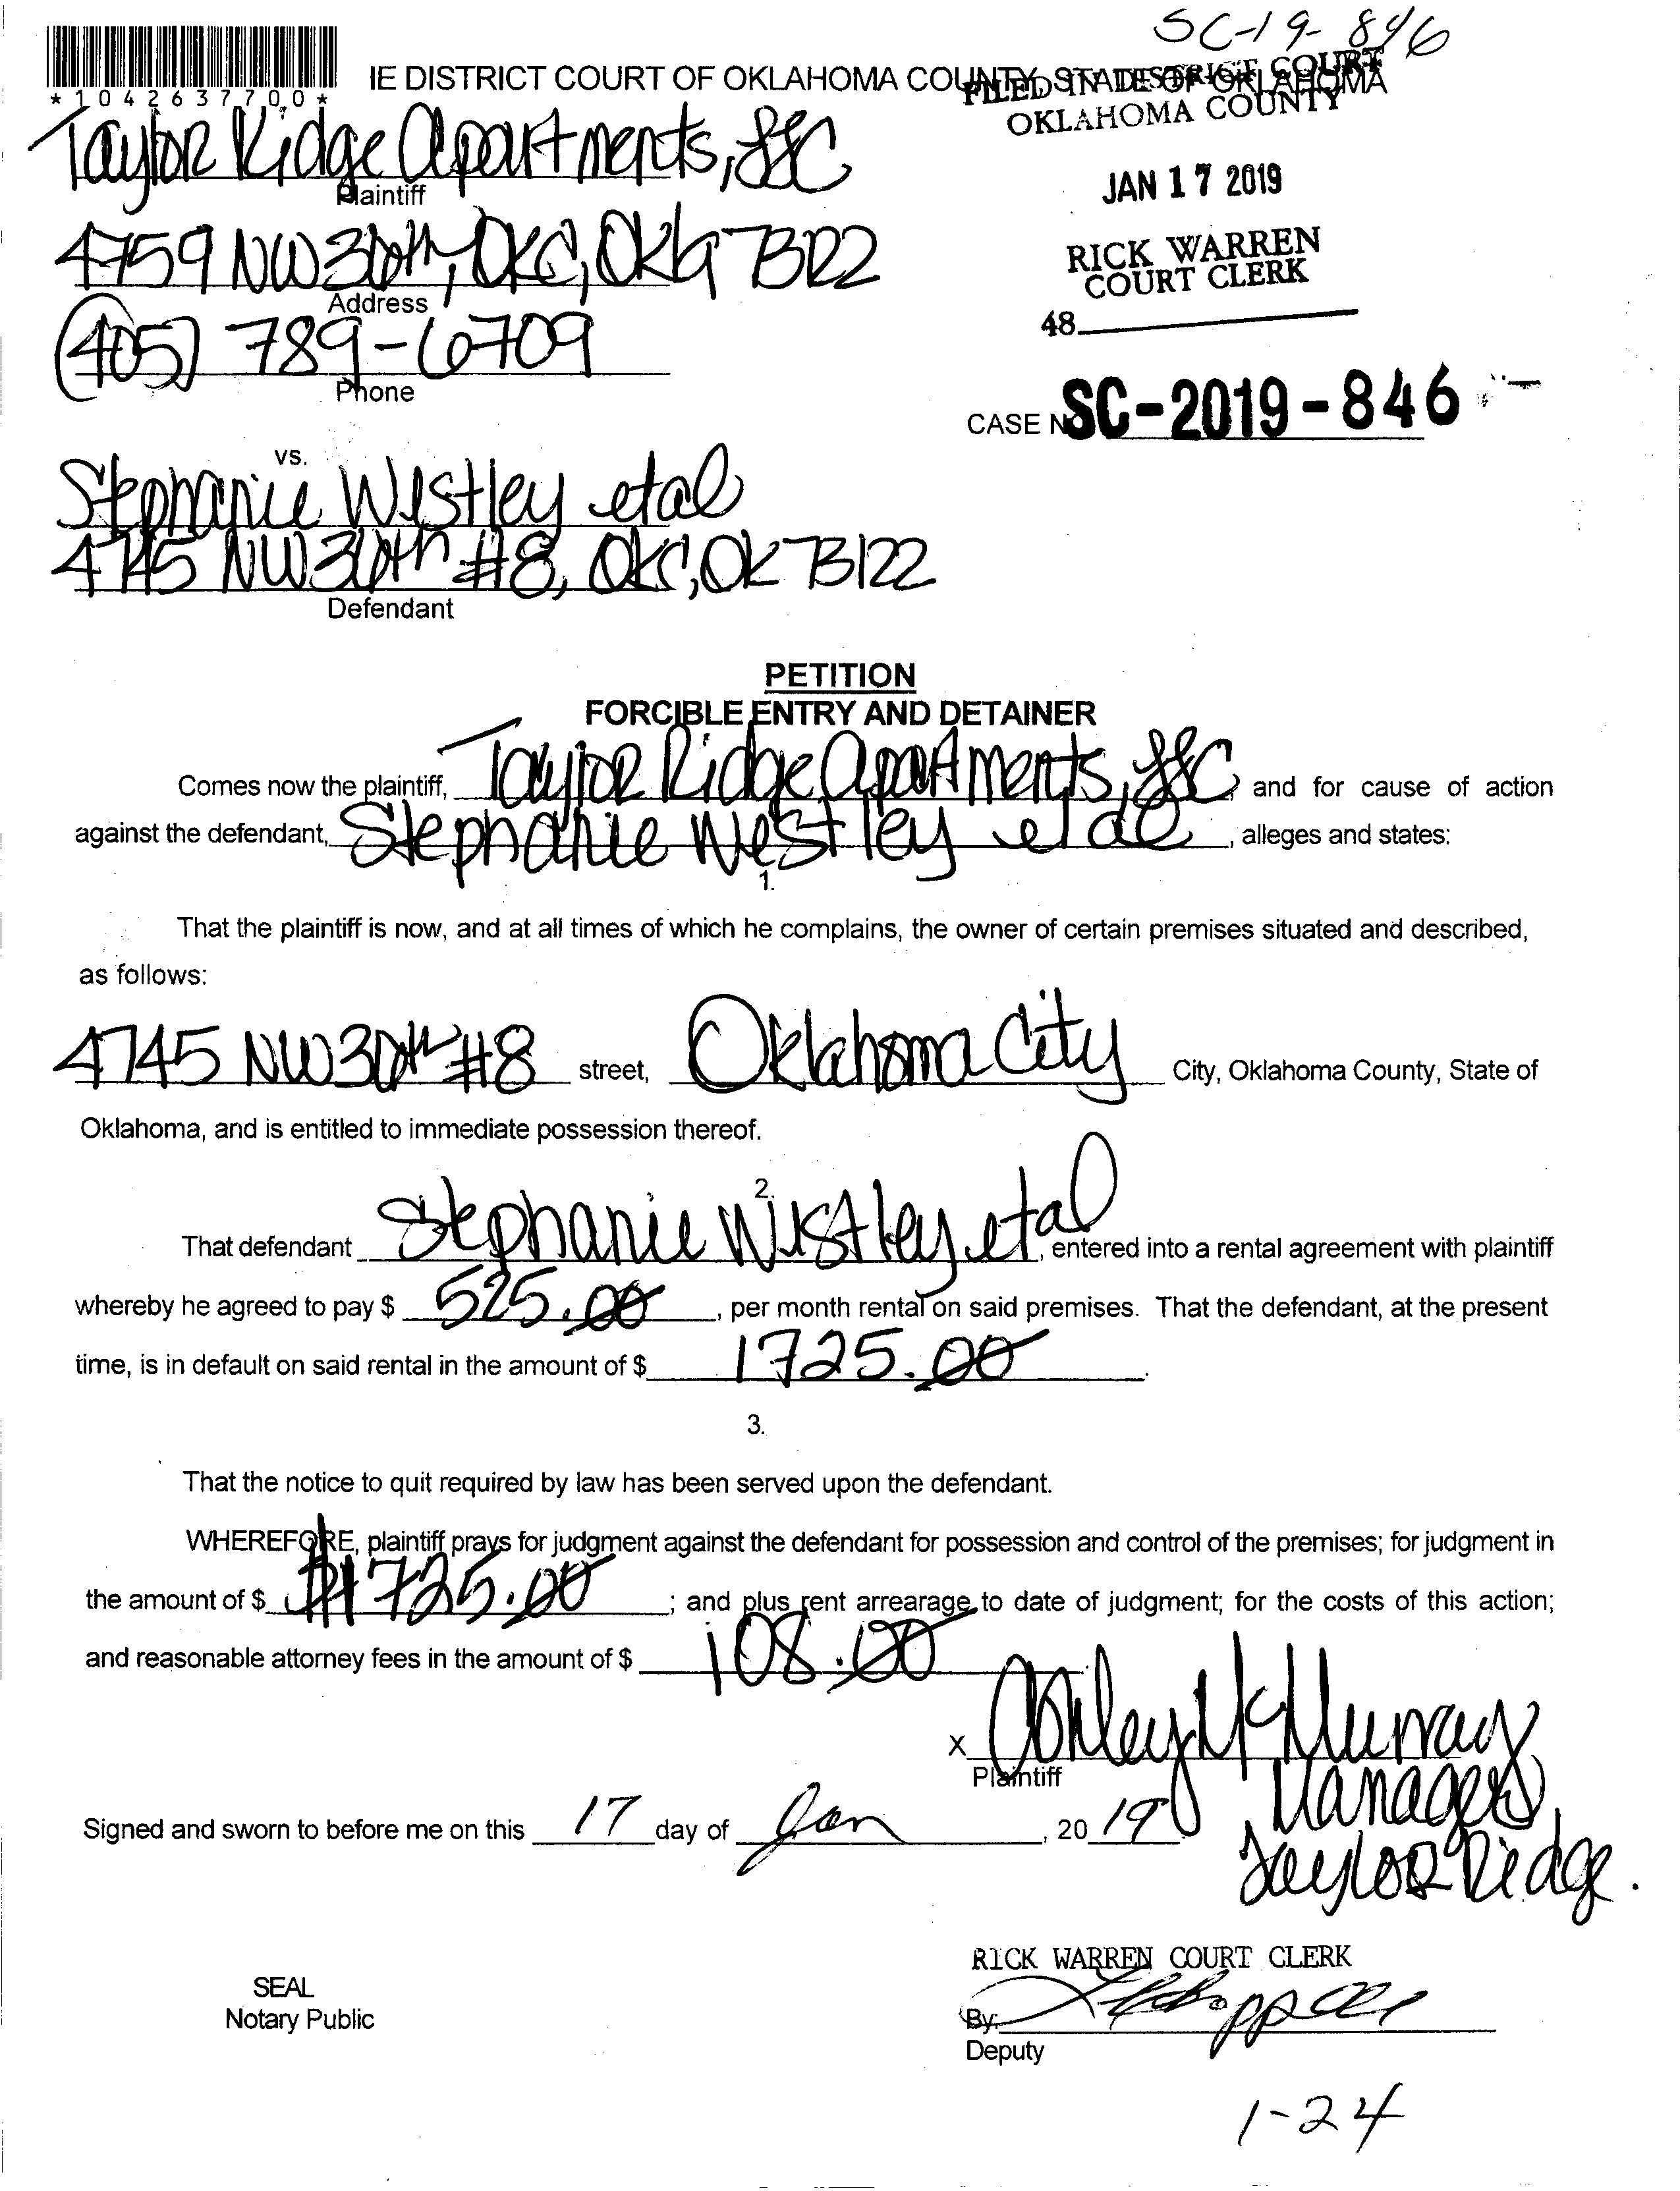 SC-19-846
IE DISTRICT COURT OF OKLAHOMA COUNTY, STATE OF OKLAHOMA
FILED IN DISTRICT COURT
OKLAHOMA COUNTY
*1042637700*
Taylor Ridge Apartments, LLC
Plaintiff
JAN 17 2019
4759 NW 30th, OKC, Okla 73122
Address
RICK WARREN
COURT CLERK
48
(405) 789-6709
Phone
CASE NO SC-2019-846
vs.
Stephanie Westley etal
4745 NW 30th #8, OKC, OK 73122
Defendant
PETITION
FORCIBLE ENTRY AND DETAINER
Comes now the plaintiff, Taylor Ridge Apartments, LLC, and for cause of action
against the defendant, Stephanie Westley etal, alleges and states:
1.
That the plaintiff is now, and at all times of which he complains, the owner of certain premises situated and described,
as follows:
4745 NW 30th #8 street, Oklahoma City City, Oklahoma County, State of
Oklahoma, and is entitled to immediate possession thereof.
2.
That defendant Stephanie Westley etal, entered into a rental agreement with plaintiff
whereby he agreed to pay $ 525.00, per month rental on said premises. That the defendant, at the present
time, is in default on said rental in the amount of $ 1725.00.
3.
That the notice to quit required by law has been served upon the defendant.
WHEREFORE, plaintiff prays for judgment against the defendant for possession and control of the premises; for judgment in
the amount of $ $1725.00; and plus rent arrearage to date of judgment; for the costs of this action;
and reasonable attorney fees in the amount of $ 108.00
x Ashley McMurray
Plaintiff
Manager
Signed and sworn to before me on this 17 day of Jan, 20 19
Taylor Ridge.
RICK WARREN COURT CLERK
SEAL
Notary Public
By:
Deputy
1-24